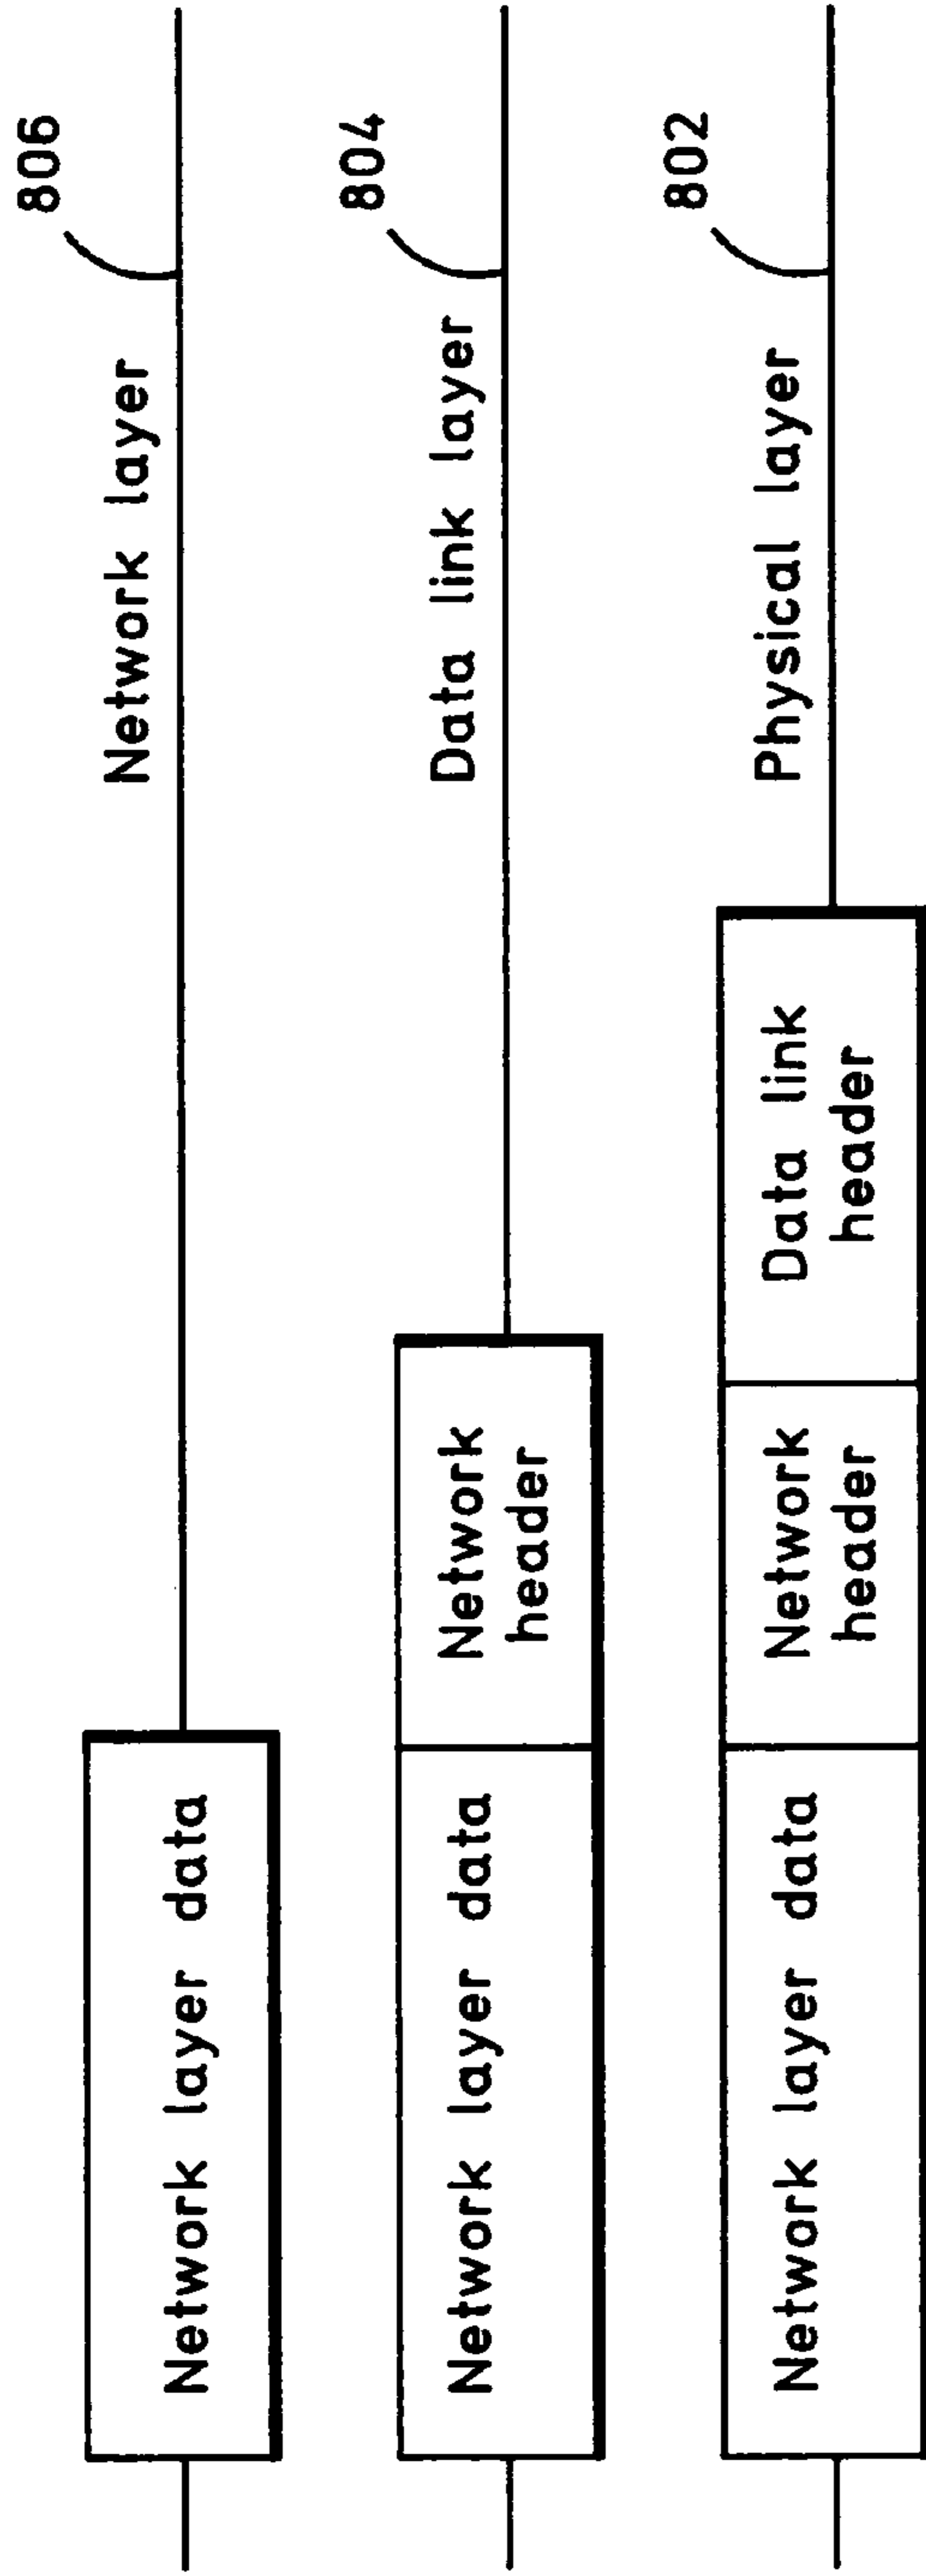 806
Network layer
Network layer data
804
Data link layer
Network layer data
Network
header
802
Physical layer
Network layer data
Network
header
Data link
header